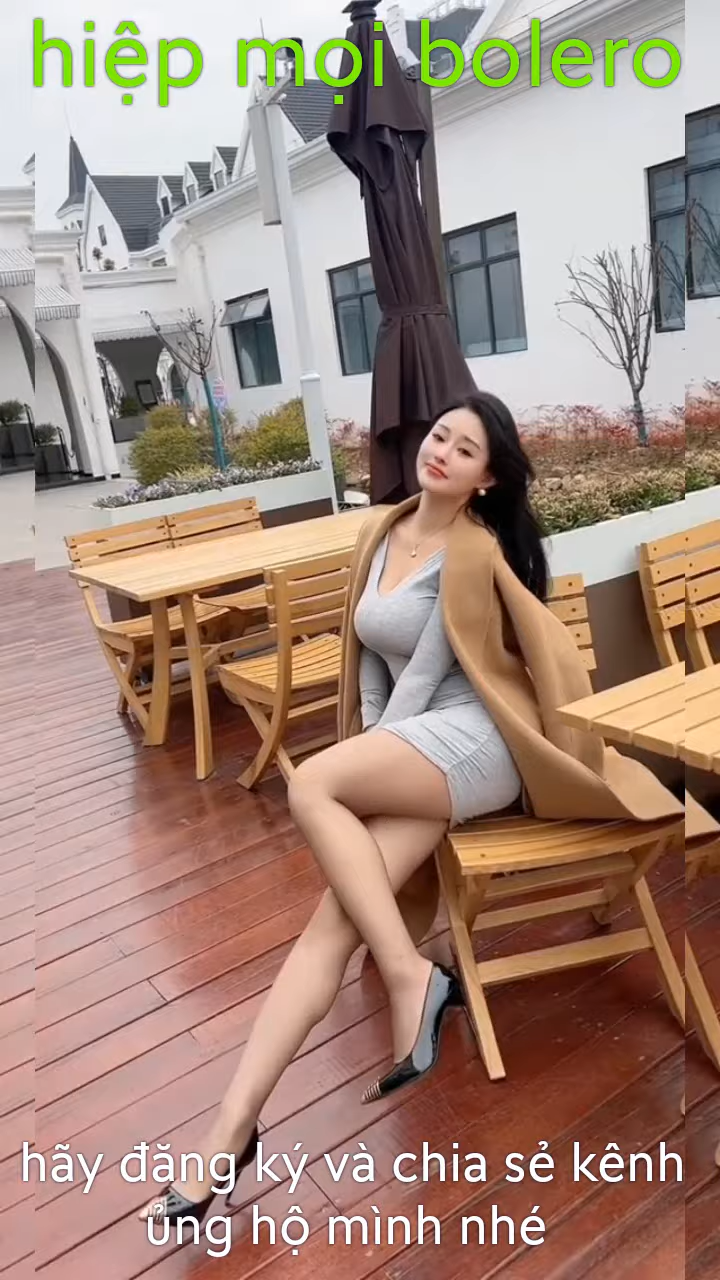 hiệp mọi bolero
hãy đăng ký và chia sẻ kênh
ủng hộ mình nhé